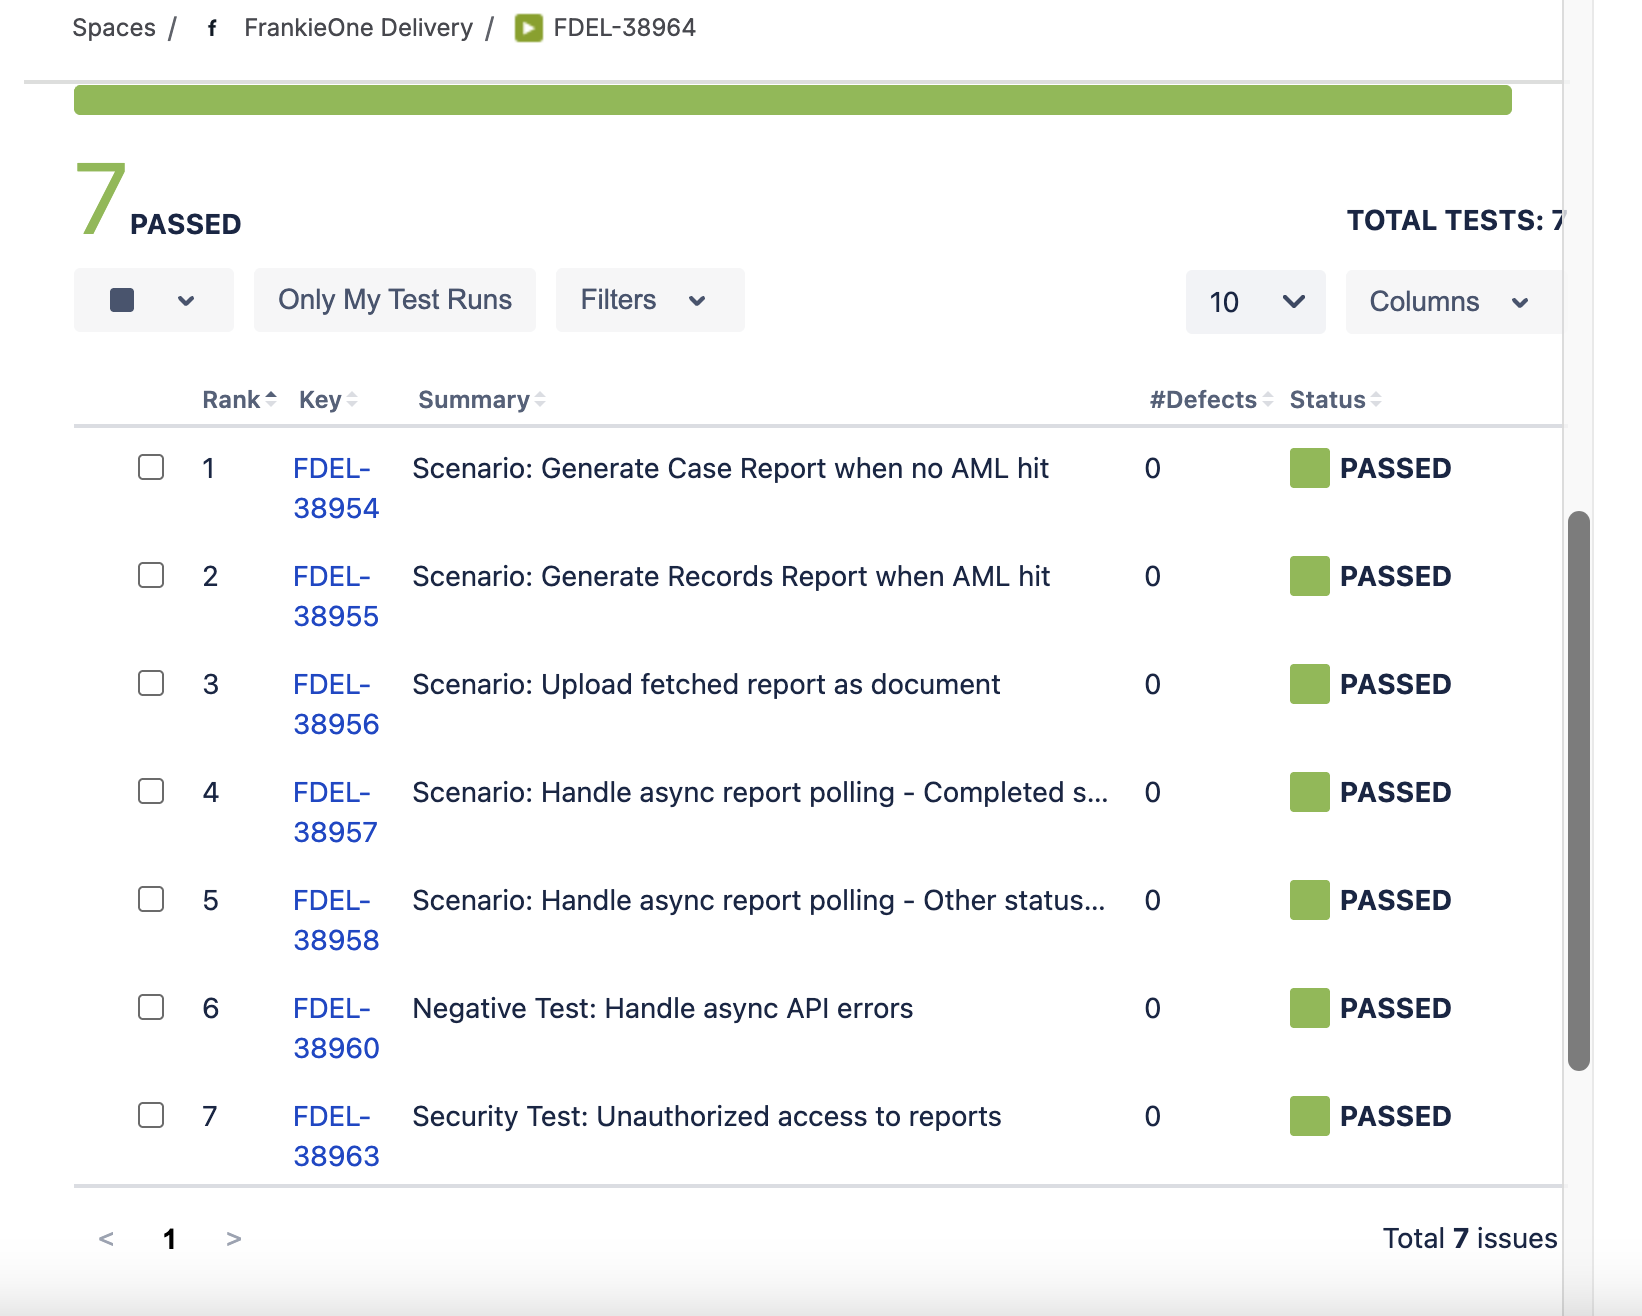 Spaces / f FrankieOne Delivery / FDEL-38964
7 PASSED
TOTAL TESTS: 7
Only My Test Runs Filters 10 Columns
Rank Key Summary #Defects Status
1 FDEL- Scenario: Generate Case Report when no AML hit 0 PASSED
38954
2 FDEL- Scenario: Generate Records Report when AML hit 0 PASSED
38955
3 FDEL- Scenario: Upload fetched report as document 0 PASSED
38956
4 FDEL- Scenario: Handle async report polling - Completed s... 0 PASSED
38957
5 FDEL- Scenario: Handle async report polling - Other status... 0 PASSED
38958
6 FDEL- Negative Test: Handle async API errors 0 PASSED
38960
7 FDEL- Security Test: Unauthorized access to reports 0 PASSED
38963
< 1 > Total 7 issues